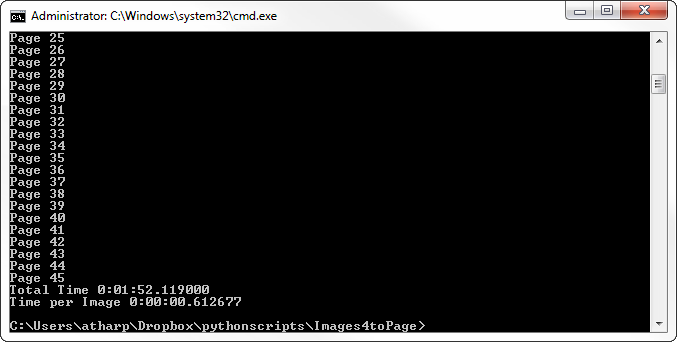 Administrator: C:\Windows\system32\cmd.exe
Page 25
Page 26
Page 27
Page 28
Page 29
Page 30
Page 31
Page 32
Page 33
Page 34
Page 35
Page 36
Page 37
Page 38
Page 39
Page 40
Page 41
Page 42
Page 43
Page 44
Page 45
Total Time 0:01:52.119000
Time per Image 0:00:00.612677
C:\Users\atharp\Dropbox\pythonscripts\Images4toPage>